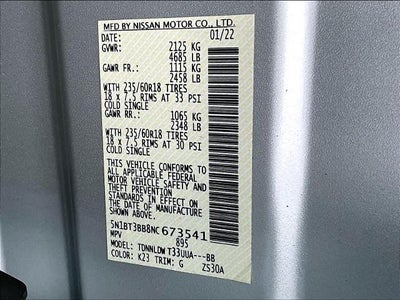 MFD BY NISSAN MOTOR CO., LTD.
DATE: 01/22
GVWR: 2125 KG
4685 LB
GAWR FR.: 1115 KG
2458 LB
WITH 235/60R18 TIRES
18 x 7.5 RIMS AT 33 PSI
COLD SINGLE
GAWR RR.: 1065 KG
2348 LB
WITH 235/60R18 TIRES
18 x 7.5 RIMS AT 30 PSI
COLD SINGLE
THIS VEHICLE CONFORMS TO
ALL APPLICABLE FEDERAL
MOTOR VEHICLE SAFETY AND
THEFT PREVENTION
STANDARDS IN EFFECT ON
THE DATE OF MANUFACTURE
SHOWN ABOVE.
5N1BT3BB8NC 673541
MPV 895
MODEL: TDNNLDW T33UUA---BB
COLOR: K23 TRIM: G ZS30A